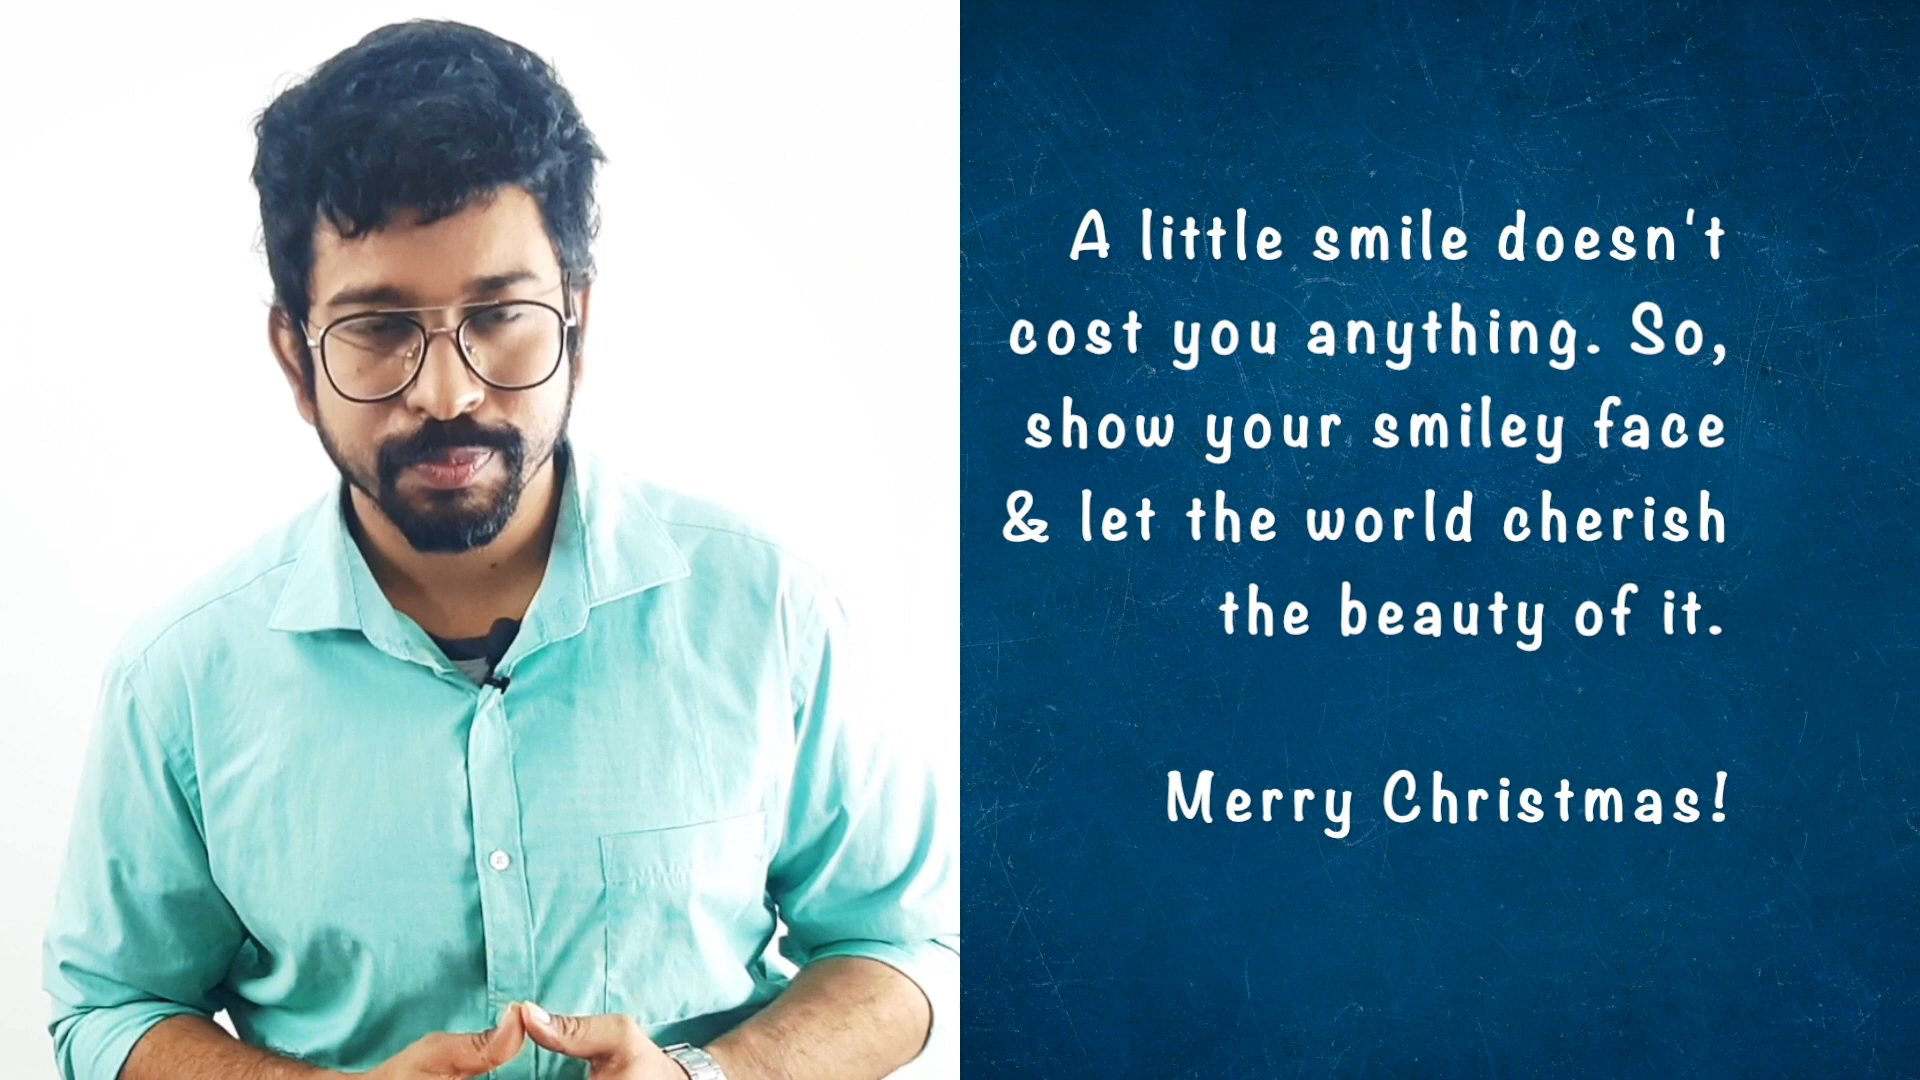 A little smile doesn't
cost you anything. So,
show your smiley face
& let the world cherish
the beauty of it.
Merry Christmas!